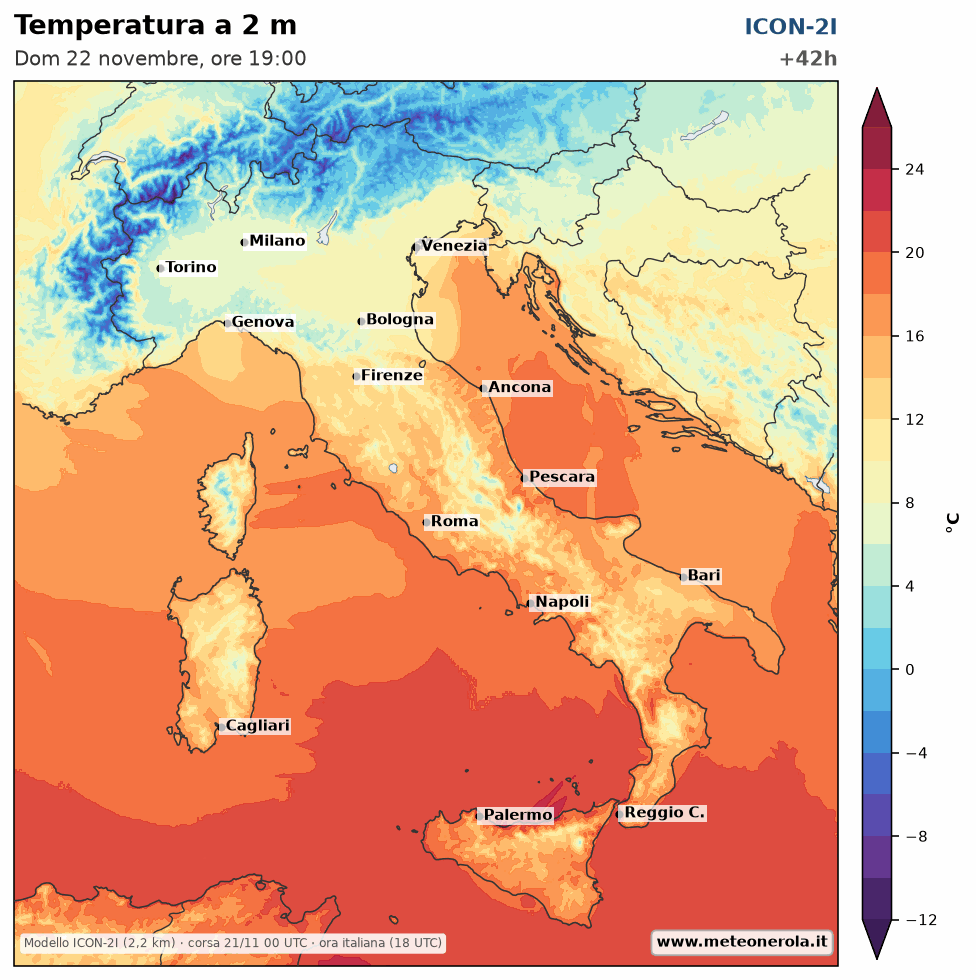 Temperatura a 2 m
ICON-2I
Dom 22 novembre, ore 19:00
+42h
Milano
Venezia
Torino
Genova
Bologna
Firenze
Ancona
Pescara
Roma
Bari
Napoli
Cagliari
Palermo
Reggio C.
24
20
16
12
8
4
0
−4
−8
−12
°C
Modello ICON-2I (2,2 km) · corsa 21/11 00 UTC · ora italiana (18 UTC)
www.meteonerola.it